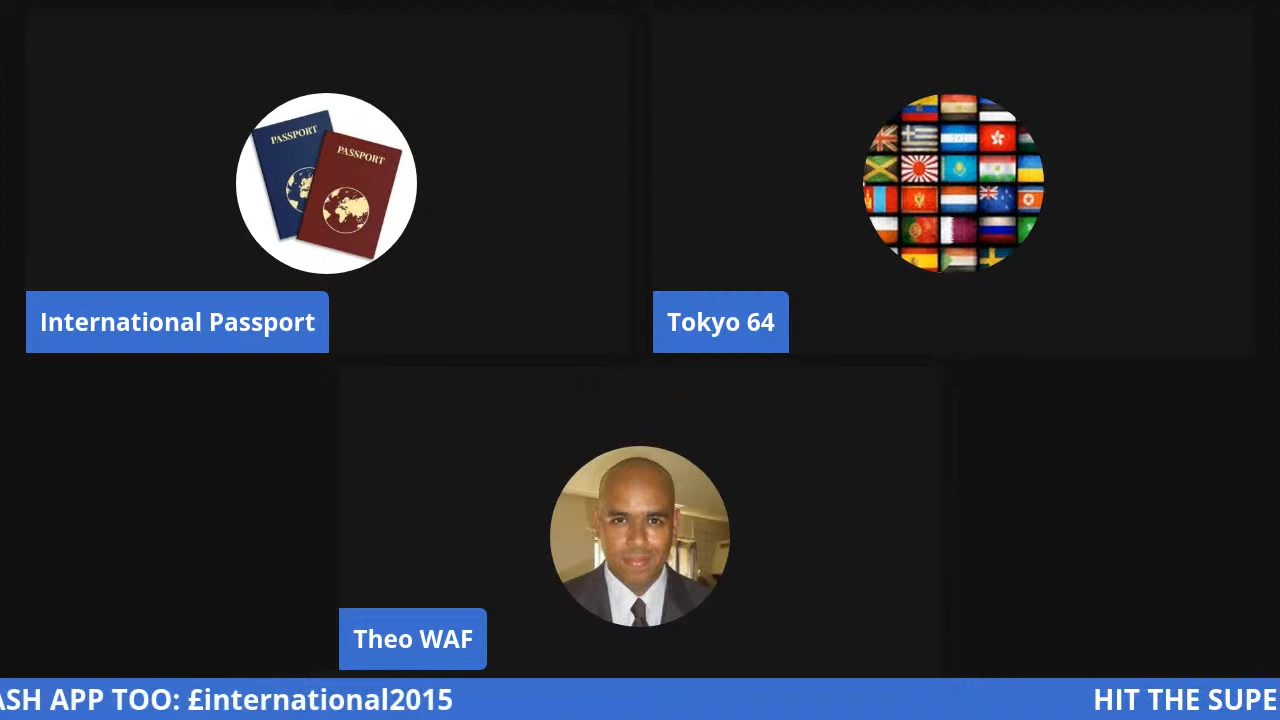 PASSPORT
PASSPORT
International Passport
Tokyo 64
Theo WAF
ASH APP TOO: £international2015
HIT THE SUPE